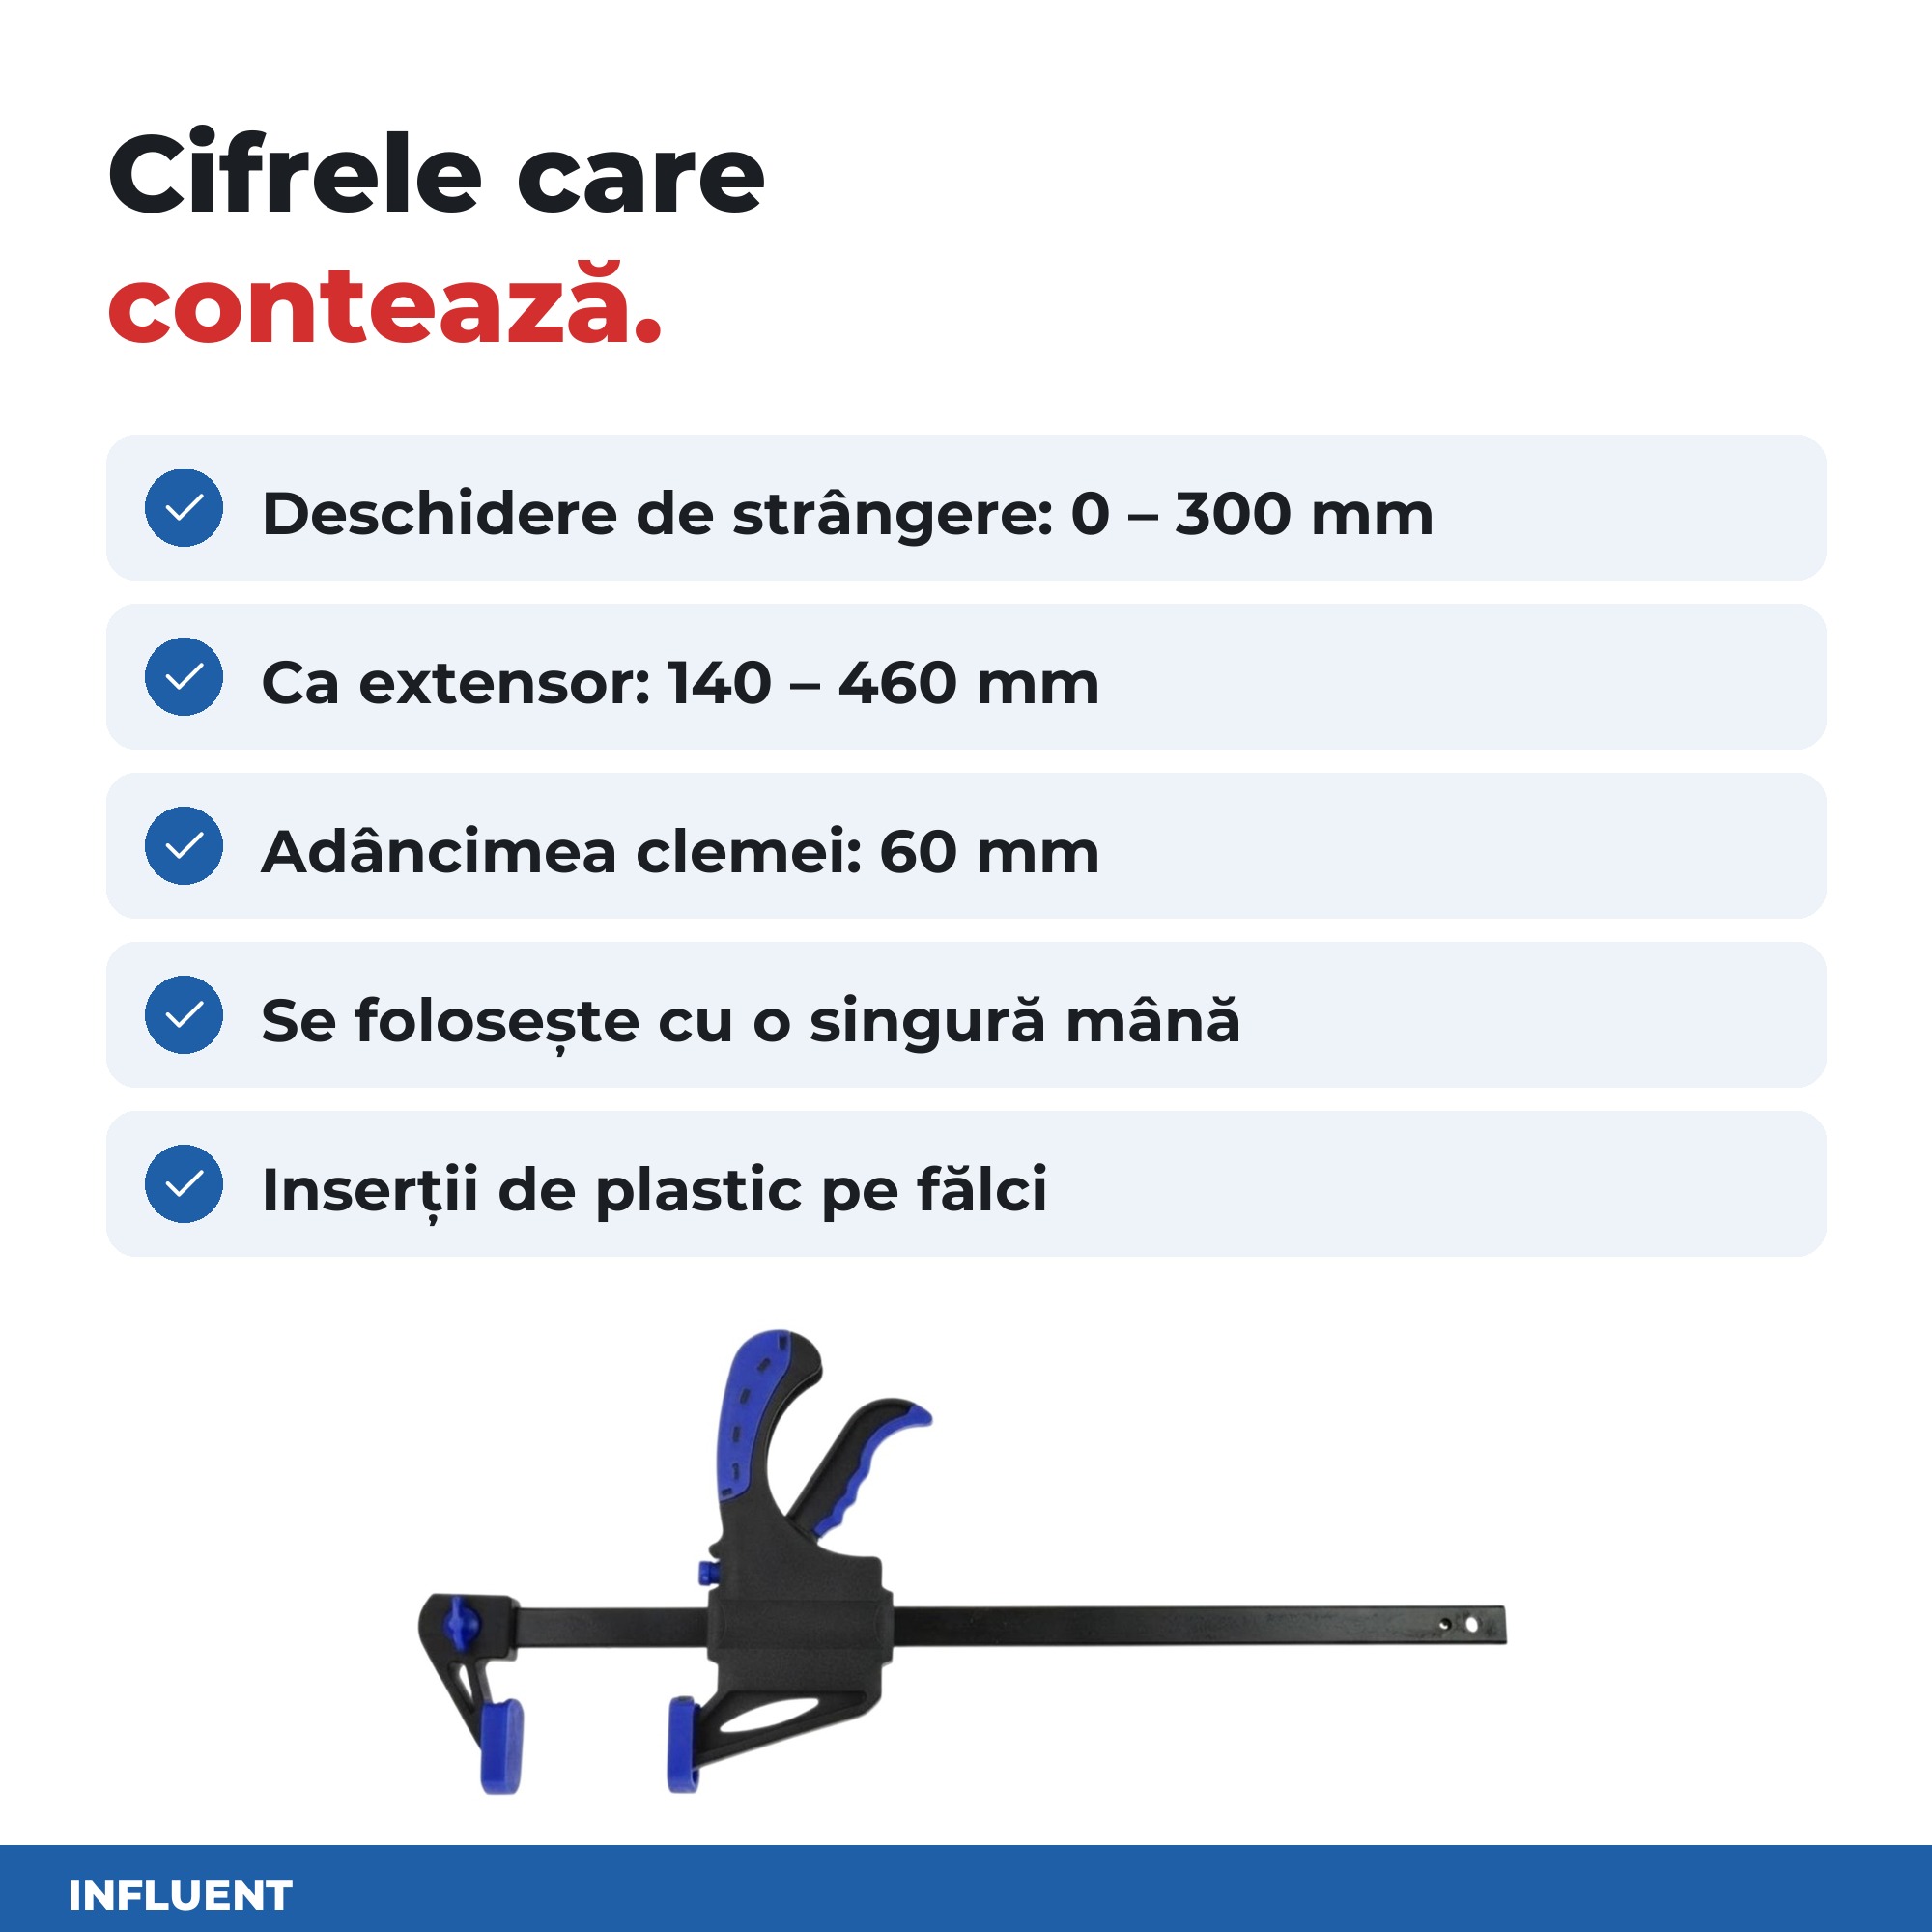 Cifrele care
contează.
Deschidere de strângere: 0 – 300 mm
Ca extensor: 140 – 460 mm
Adâncimea clemei: 60 mm
Se folosește cu o singură mână
Inserții de plastic pe fălci
INFLUENT